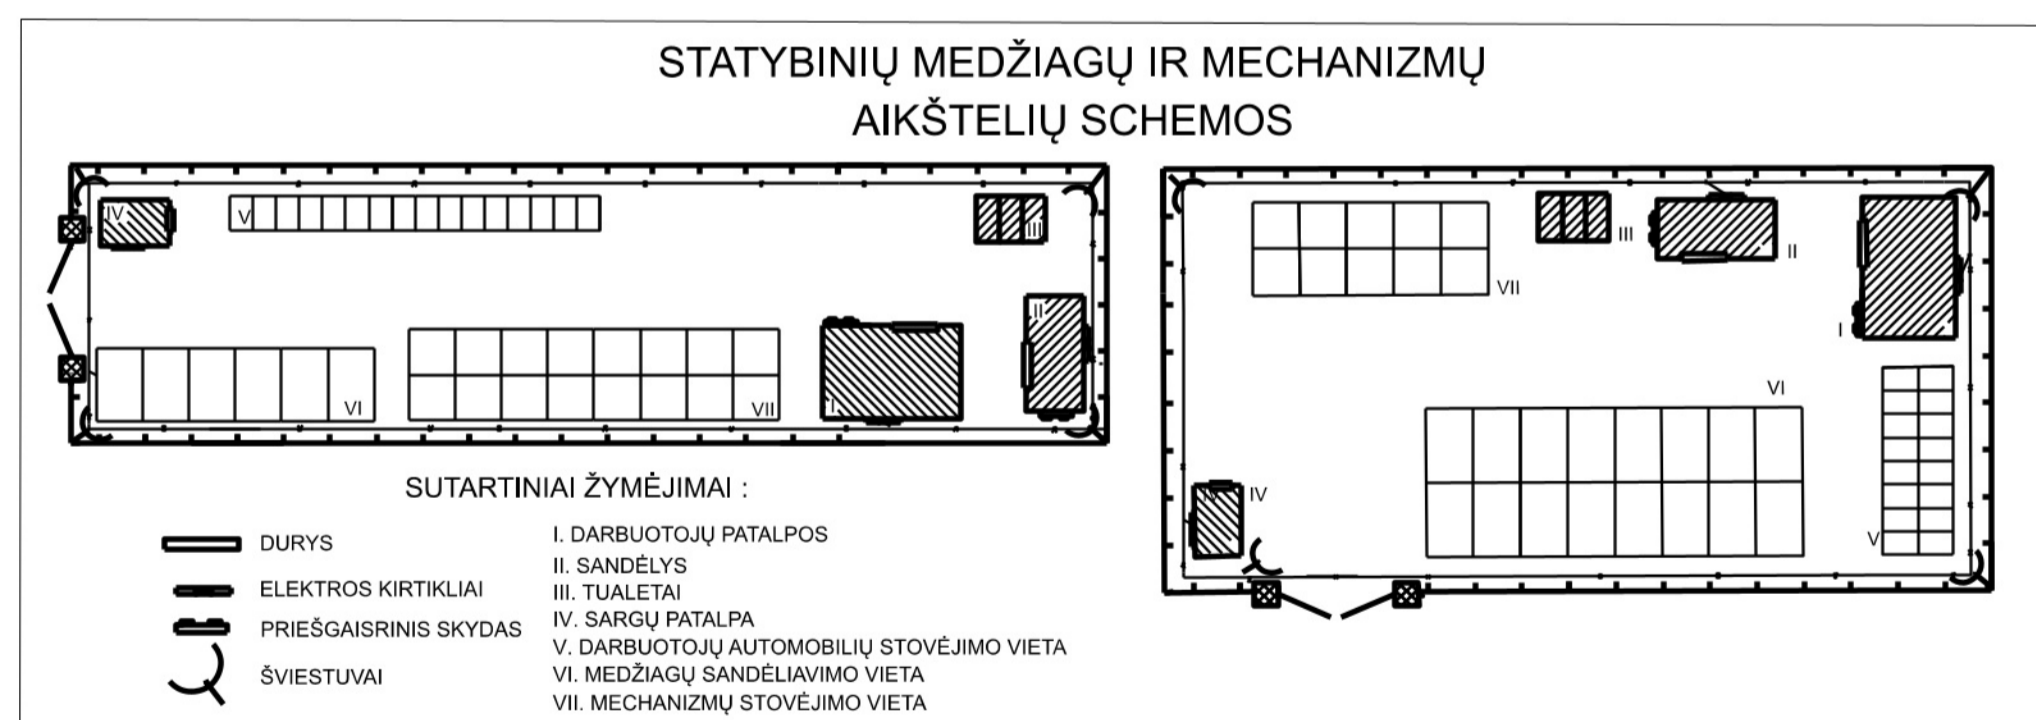 STATYBINIŲ MEDŽIAGŲ IR MECHANIZMŲ
AIKŠTELIŲ SCHEMOS
IV
V
III
II
I
VI
VII
VII
III
II
I
VI
V
IV
IV
SUTARTINIAI ŽYMĖJIMAI :
DURYS
ELEKTROS KIRTIKLIAI
PRIEŠGAISRINIS SKYDAS
ŠVIESTUVAI
I. DARBUOTOJŲ PATALPOS
II. SANDĖLYS
III. TUALETAI
IV. SARGŲ PATALPA
V. DARBUOTOJŲ AUTOMOBILIŲ STOVĖJIMO VIETA
VI. MEDŽIAGŲ SANDĖLIAVIMO VIETA
VII. MECHANIZMŲ STOVĖJIMO VIETA